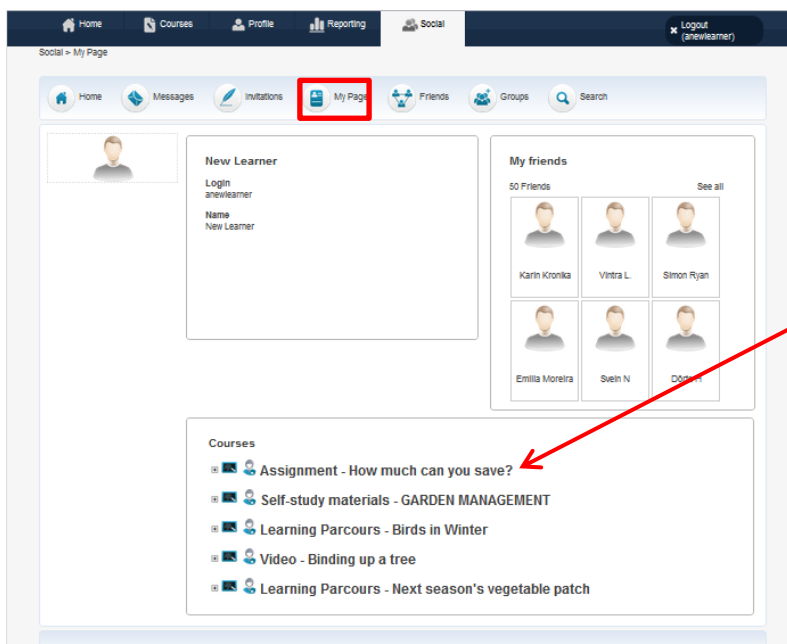 Home Courses Profile Reporting Social Logout
(anewlearner)
Social > My Page
Home Messages Invitations My Page Friends Groups Search
New Learner
Login
anewlearner
Name
New Learner
My friends
50 Friends See all
Karin Kronika Vintra L. Simon Ryan
Emilia Moreira Svein N
Courses
Assignment - How much can you save?
Self-study materials - GARDEN MANAGEMENT
Learning Parcours - Birds in Winter
Video - Binding up a tree
Learning Parcours - Next season's vegetable patch